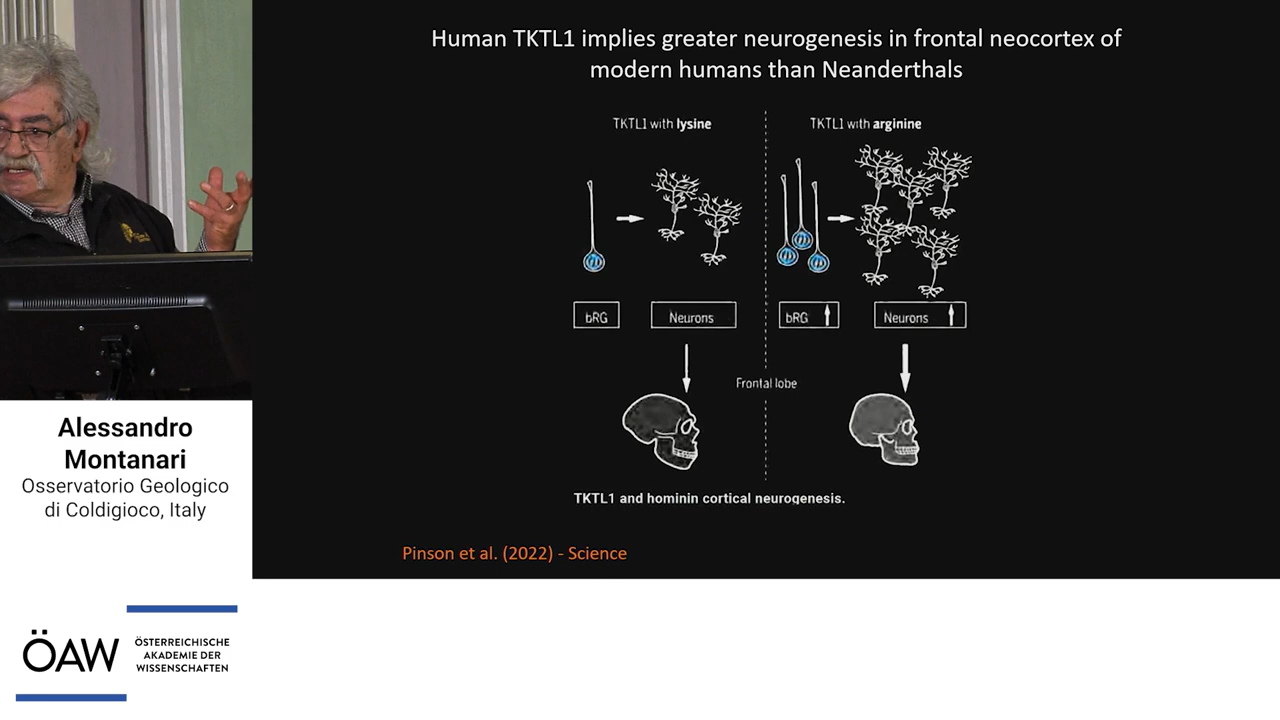 Human TKTL1 implies greater neurogenesis in frontal neocortex of
modern humans than Neanderthals
TKTL1 with lysine
TKTL1 with arginine
bRG
Neurons
bRG
Neurons
Frontal lobe
TKTL1 and hominin cortical neurogenesis.
Pinson et al. (2022) - Science
Alessandro
Montanari
Osservatorio Geologico
di Coldigioco, Italy
ÖAW
ÖSTERREICHISCHE
AKADEMIE DER
WISSENSCHAFTEN